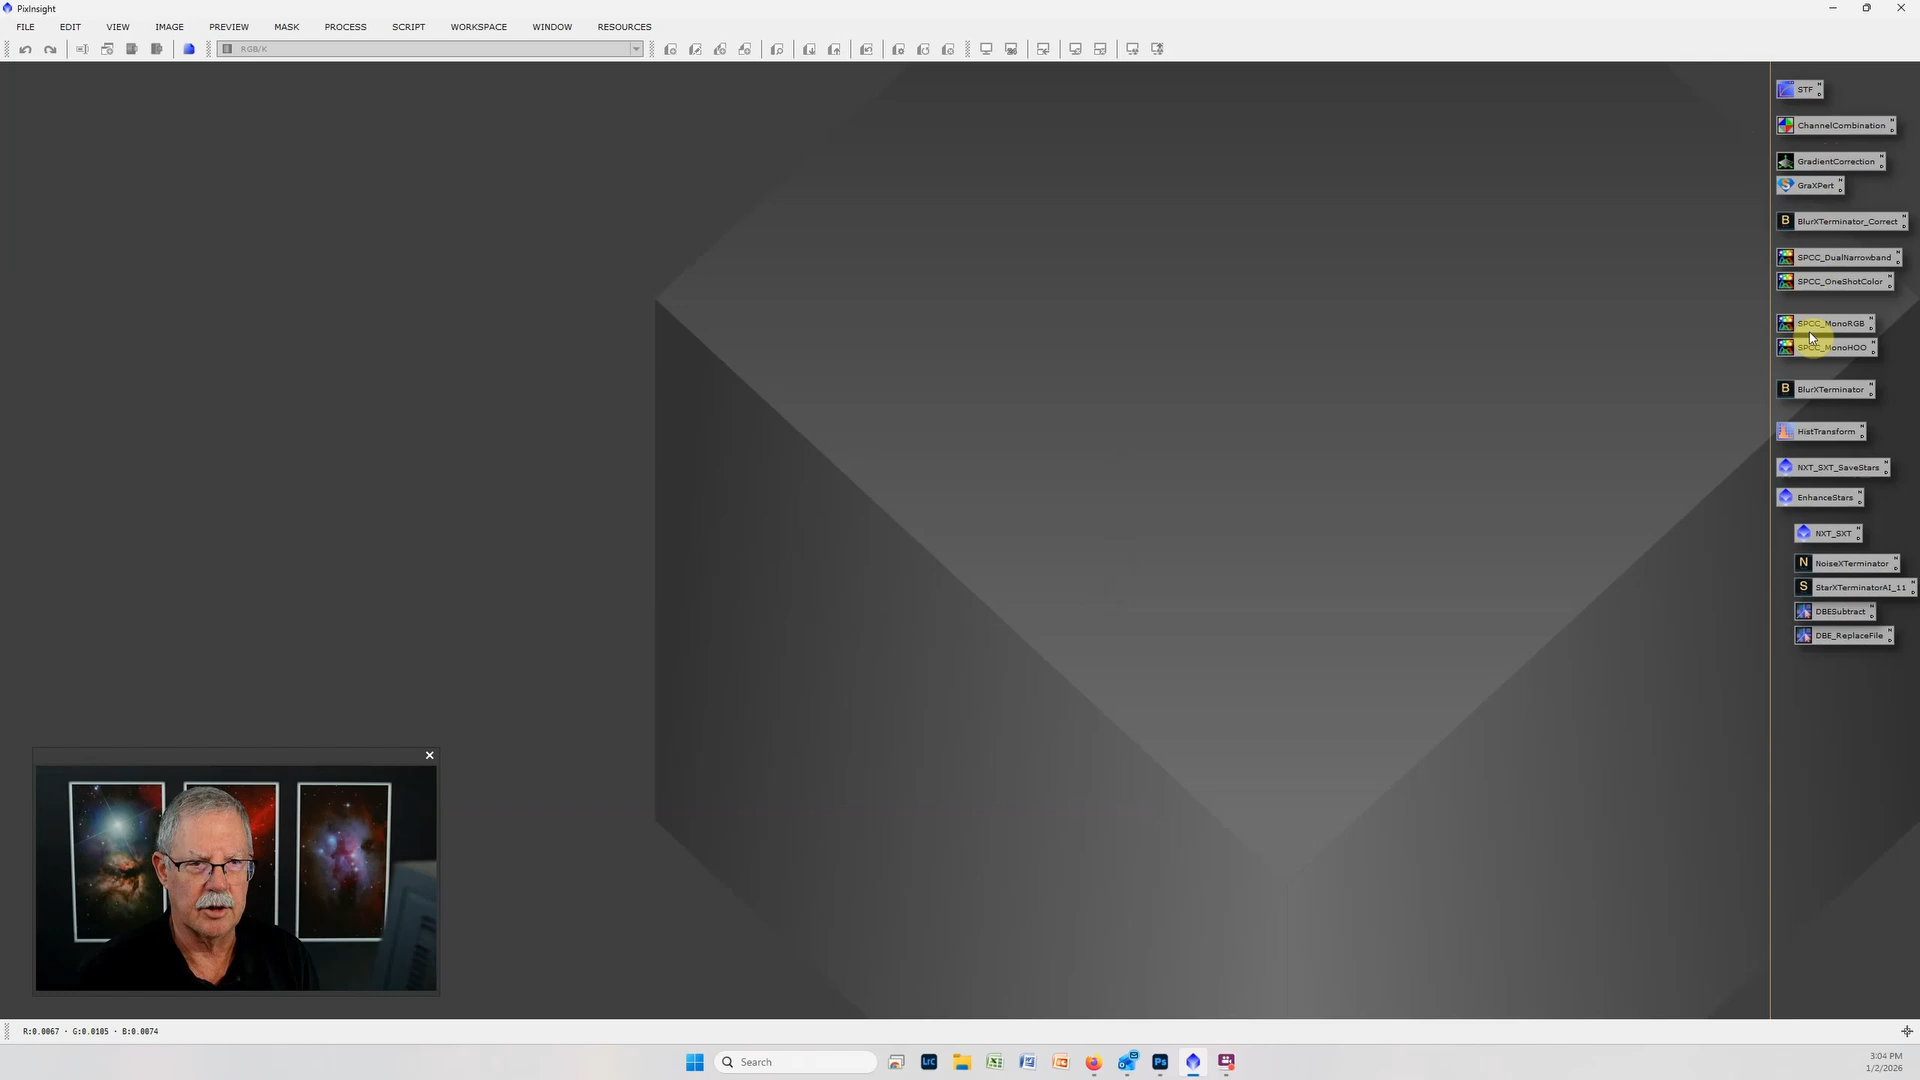 PixInsight
FILE EDIT VIEW IMAGE PREVIEW MASK PROCESS SCRIPT WORKSPACE WINDOW RESOURCES
RGB/K
STF
ChannelCombination
GradientCorrection
GraXPert
B BlurXTerminator_Correct
SPCC_DualNarrowband
SPCC_OneShotColor
SPCC_MonoRGB
SPCC_MonoHOO
B BlurXTerminator
HistTransform
NXT_SXT_SaveStars
EnhanceStars
NXT_SXT
N NoiseXTerminator
S StarXTerminatorAI_11
DBESubtract
DBE_ReplaceFile
R:0.0067 · G:0.0105 · B:0.0074
Search
LrC
Ps
3:04 PM
1/2/2026